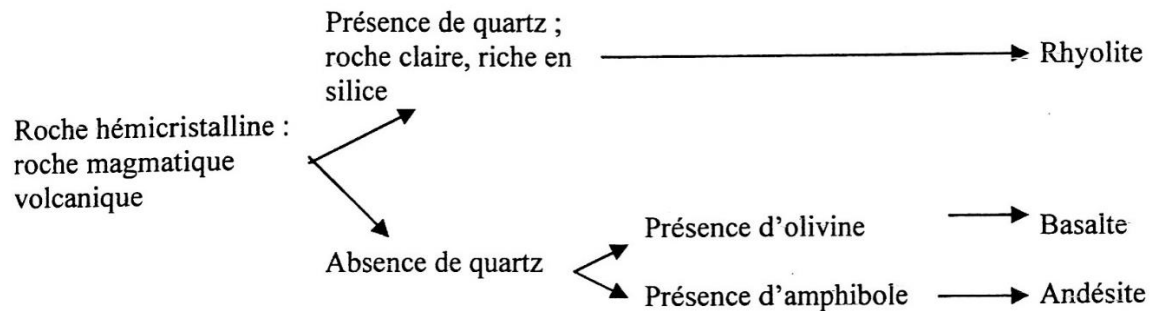 Présence de quartz ;
roche claire, riche en
silice
Rhyolite
Roche hémicristalline :
roche magmatique
volcanique
Présence d'olivine
Basalte
Absence de quartz
Présence d'amphibole
Andésite